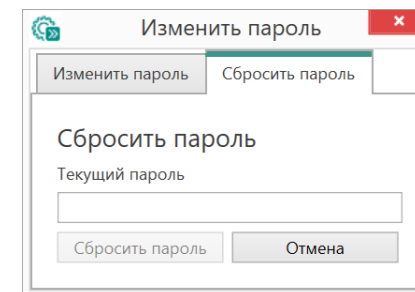 Изменить пароль
Изменить пароль Сбросить пароль
Сбросить пароль
Текущий пароль
Сбросить пароль Отмена